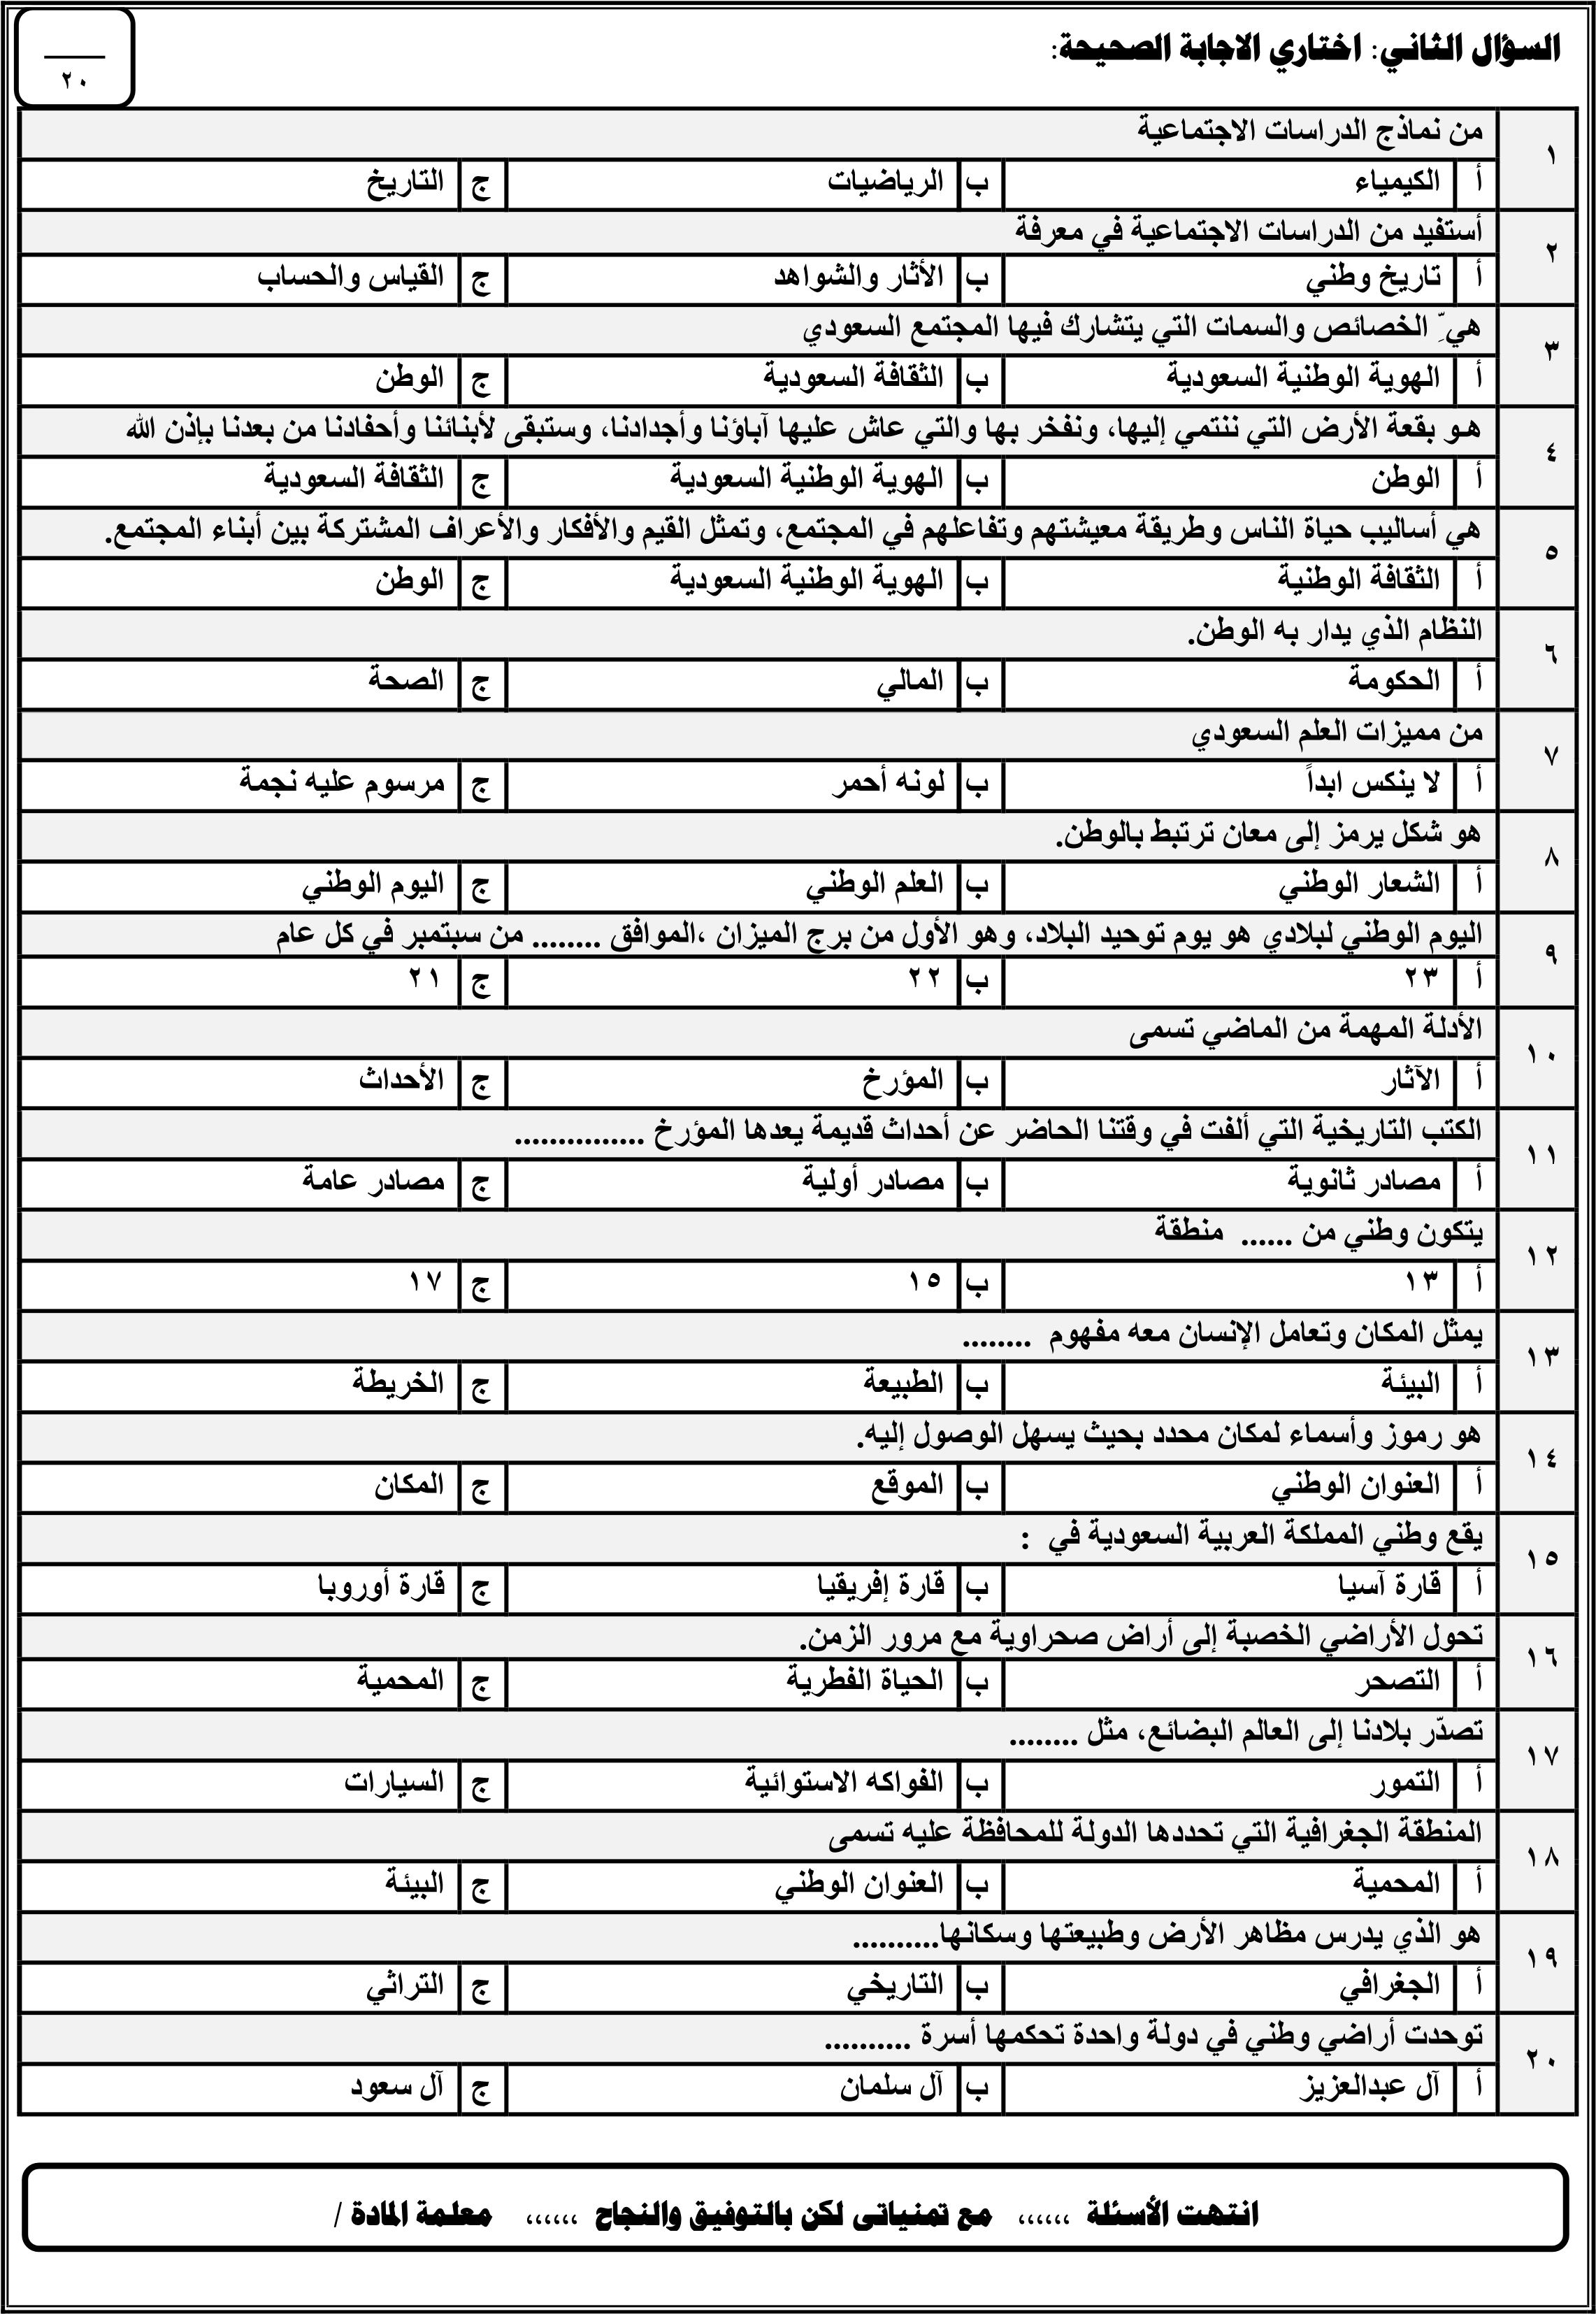 السؤال الثاني: اختاري الاجابة الصحيحة:
٢٠
١ من نماذج الدراسات الاجتماعية
أ الكيمياء ب الرياضيات ج التاريخ
٢ أستفيد من الدراسات الاجتماعية في معرفة
أ تاريخ وطني ب الأثار والشواهد ج القياس والحساب
٣ هيِّ الخصائص والسمات التي يتشارك فيها المجتمع السعودي
أ الهوية الوطنية السعودية ب الثقافة السعودية ج الوطن
٤ هو بقعة الأرض التي ننتمي إليها، ونفخر بها والتي عاش عليها آباؤنا وأجدادنا، وستبقى لأبنائنا وأحفادنا من بعدنا بإذن الله
أ الوطن ب الهوية الوطنية السعودية ج الثقافة السعودية
٥ هي أساليب حياة الناس وطريقة معيشتهم وتفاعلهم في المجتمع، وتمثل القيم والأفكار والأعراف المشتركة بين أبناء المجتمع.
أ الثقافة الوطنية ب الهوية الوطنية السعودية ج الوطن
٦ النظام الذي يدار به الوطن.
أ الحكومة ب المالي ج الصحة
٧ من مميزات العلم السعودي
أ لا ينكس ابداً ب لونه أحمر ج مرسوم عليه نجمة
٨ هو شكل يرمز إلى معان ترتبط بالوطن.
أ الشعار الوطني ب العلم الوطني ج اليوم الوطني
٩ اليوم الوطني لبلادي هو يوم توحيد البلاد، وهو الأول من برج الميزان ،الموافق ........ من سبتمبر في كل عام
أ ٢٣ ب ٢٢ ج ٢١
١٠ الأدلة المهمة من الماضي تسمى
أ الآثار ب المؤرخ ج الأحداث
١١ الكتب التاريخية التي ألفت في وقتنا الحاضر عن أحداث قديمة يعدها المؤرخ ...............
أ مصادر ثانوية ب مصادر أولية ج مصادر عامة
١٢ يتكون وطني من ...... منطقة
أ ١٣ ب ١٥ ج ١٧
١٣ يمثل المكان وتعامل الإنسان معه مفهوم ........
أ البيئة ب الطبيعة ج الخريطة
١٤ هو رموز وأسماء لمكان محدد بحيث يسهل الوصول إليه.
أ العنوان الوطني ب الموقع ج المكان
١٥ يقع وطني المملكة العربية السعودية في :
أ قارة آسيا ب قارة إفريقيا ج قارة أوروبا
١٦ تحول الأراضي الخصبة إلى أراض صحراوية مع مرور الزمن.
أ التصحر ب الحياة الفطرية ج المحمية
١٧ تصدّر بلادنا إلى العالم البضائع، مثل ........
أ التمور ب الفواكه الاستوائية ج السيارات
١٨ المنطقة الجغرافية التي تحددها الدولة للمحافظة عليه تسمى
أ المحمية ب العنوان الوطني ج البيئة
١٩ هو الذي يدرس مظاهر الأرض وطبيعتها وسكانها..........
أ الجغرافي ب التاريخي ج التراثي
٢٠ توحدت أراضي وطني في دولة واحدة تحكمها أسرة ..........
أ آل عبدالعزيز ب آل سلمان ج آل سعود
انتهت الأسئلة ،،،،،، مع تمنياتى لكن بالتوفيق والنجاح ،،،،،، معلمة المادة /